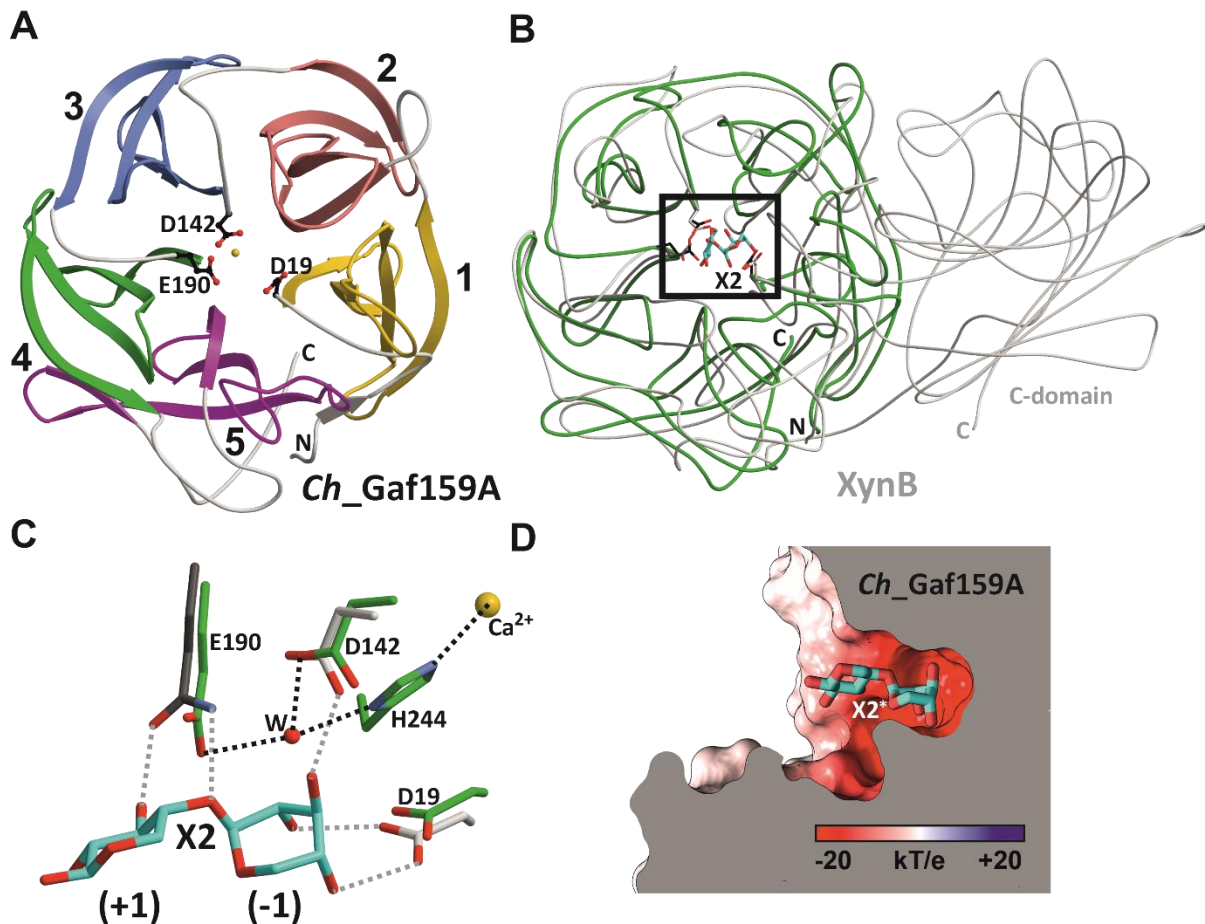 A
3
2
D142
E190
D19
1
4
C
5
N
Ch_Gaf159A
B
X2
C
N
C-domain
C
XynB
C
E190
D142
Ca2+
W
H244
D19
X2
(+1)
(-1)
D
Ch_Gaf159A
X2*
-20 kT/e +20